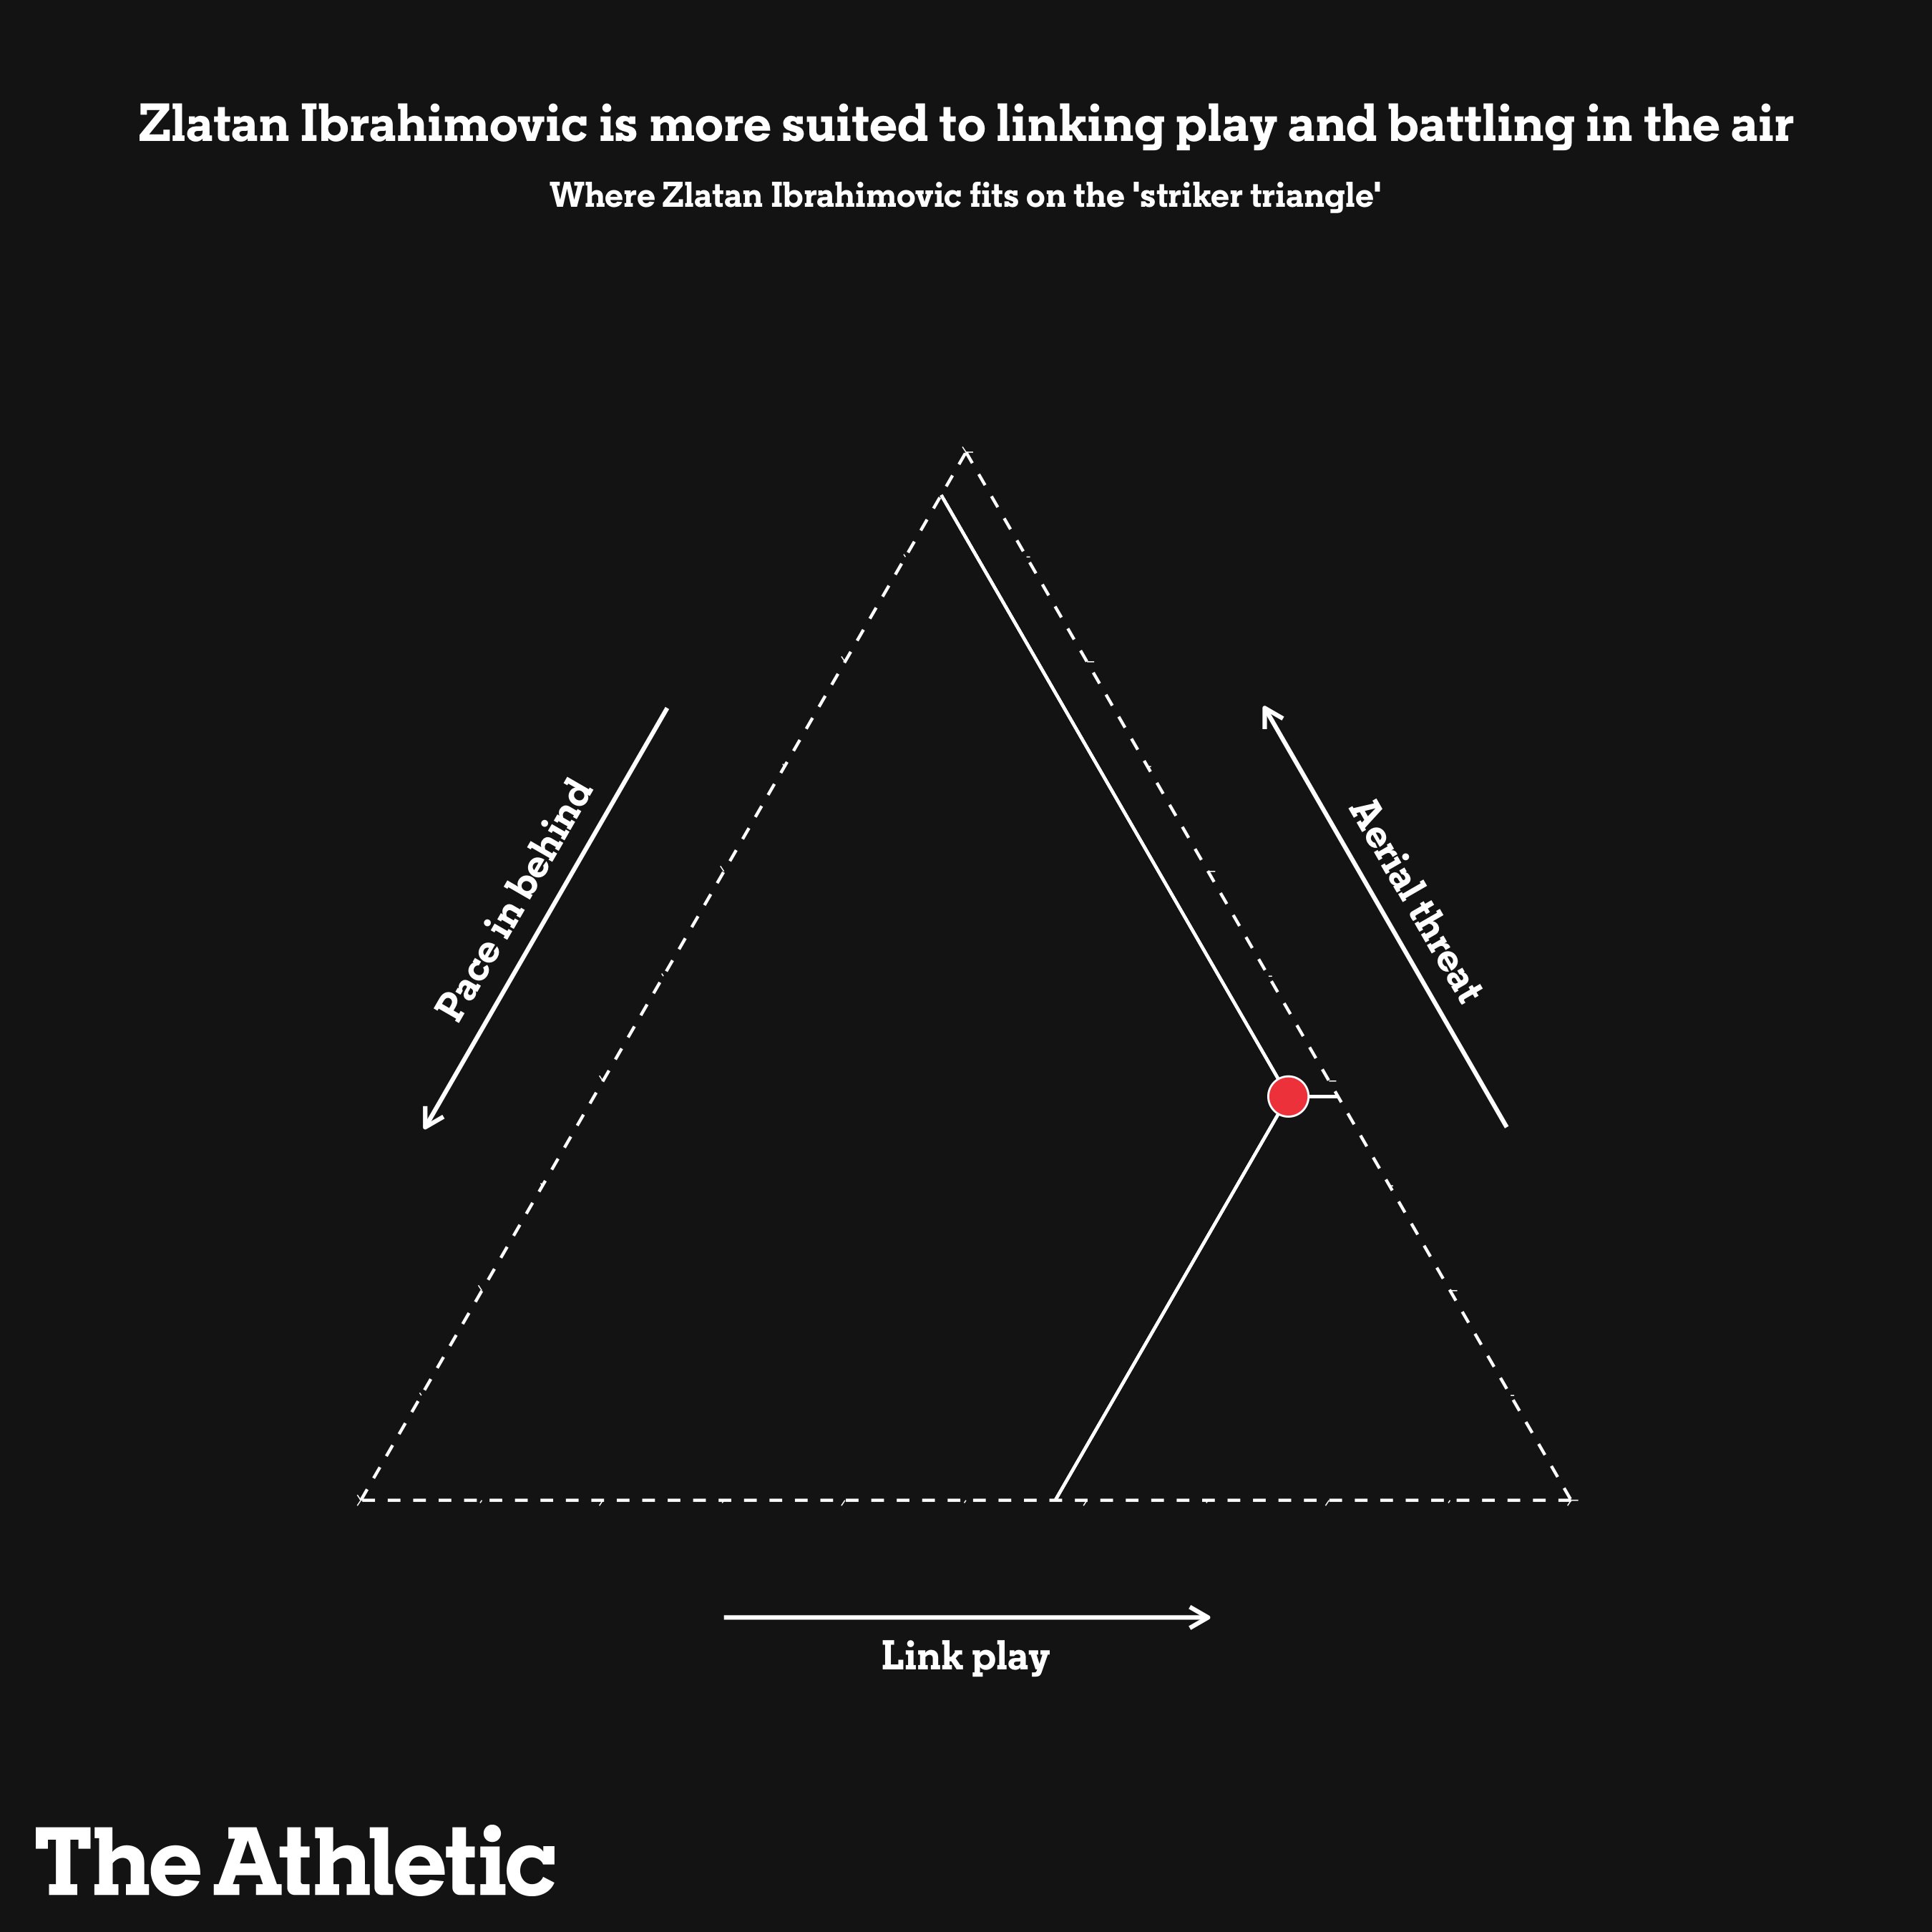 Zlatan Ibrahimovic is more suited to linking play and battling in the air
Where Zlatan Ibrahimovic fits on the 'striker triangle'
Pace in behind
Aerial threat
Link play
The Athletic